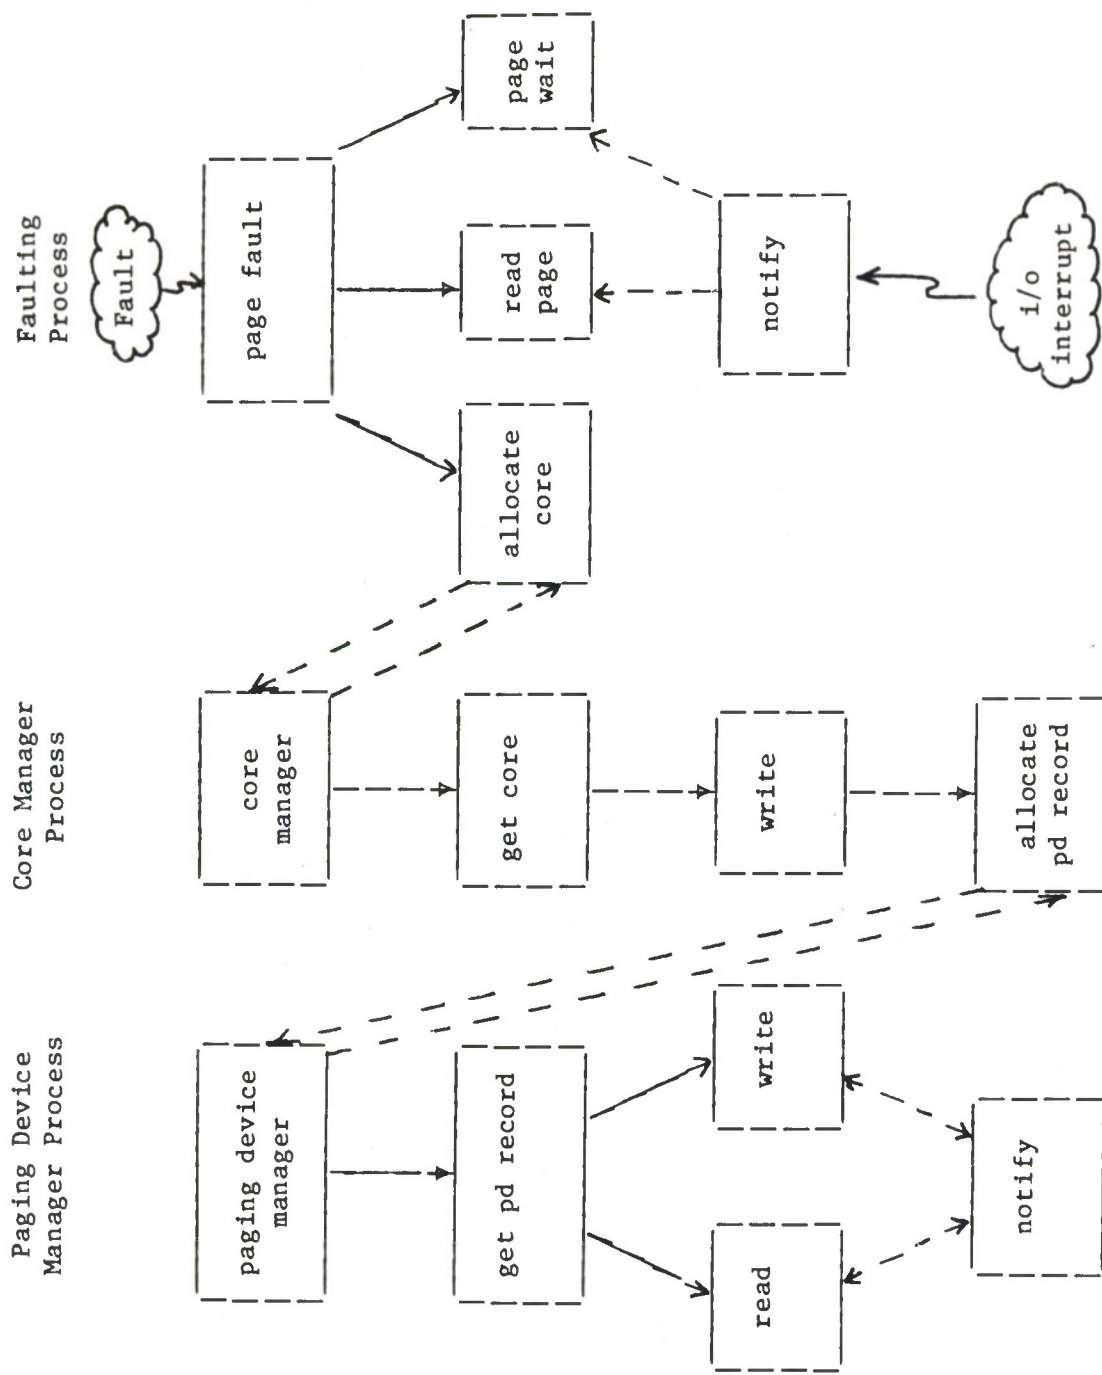 Paging Device
Manager Process
paging device
manager
get pd record
read
write
notify
Core Manager
Process
core
manager
get core
write
allocate
pd record
Faulting
Process
Fault
page fault
allocate
core
read
page
page
wait
notify
i/o
interrupt